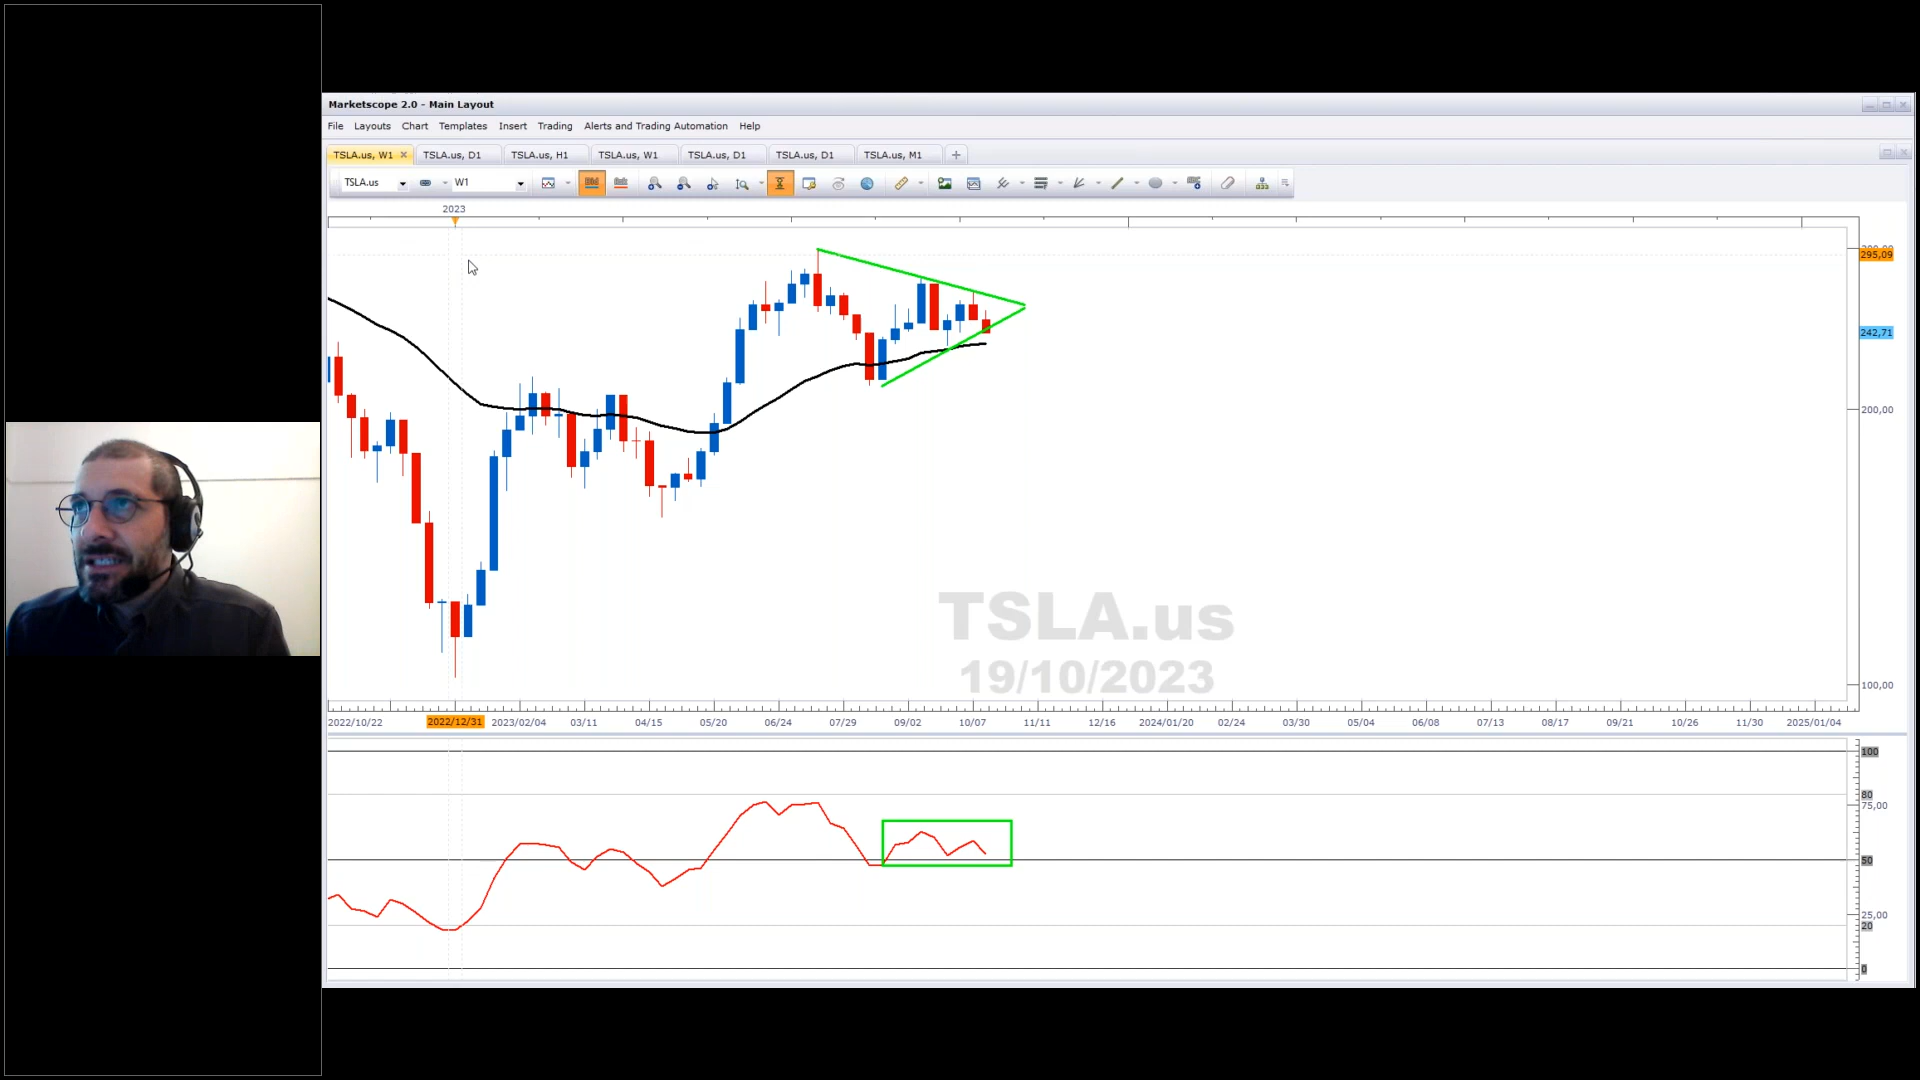 Marketscope 2.0 - Main Layout
File Layouts Chart Templates Insert Trading Alerts and Trading Automation Help
TSLA.us, W1 TSLA.us, D1 TSLA.us, H1 TSLA.us, W1 TSLA.us, D1 TSLA.us, D1 TSLA.us, M1
TSLA.us W1
2023
295,09
242,71
200,00
TSLA.us
19/10/2023
100,00
2022/10/22 2022/12/31 2023/02/04 03/11 04/15 05/20 06/24 07/29 09/02 10/07 11/11 12/16 2024/01/20 02/24 03/30 05/04 06/08 07/13 08/17 09/21 10/26 11/30 2025/01/04
100
80
75,00
50
25,00
20
0